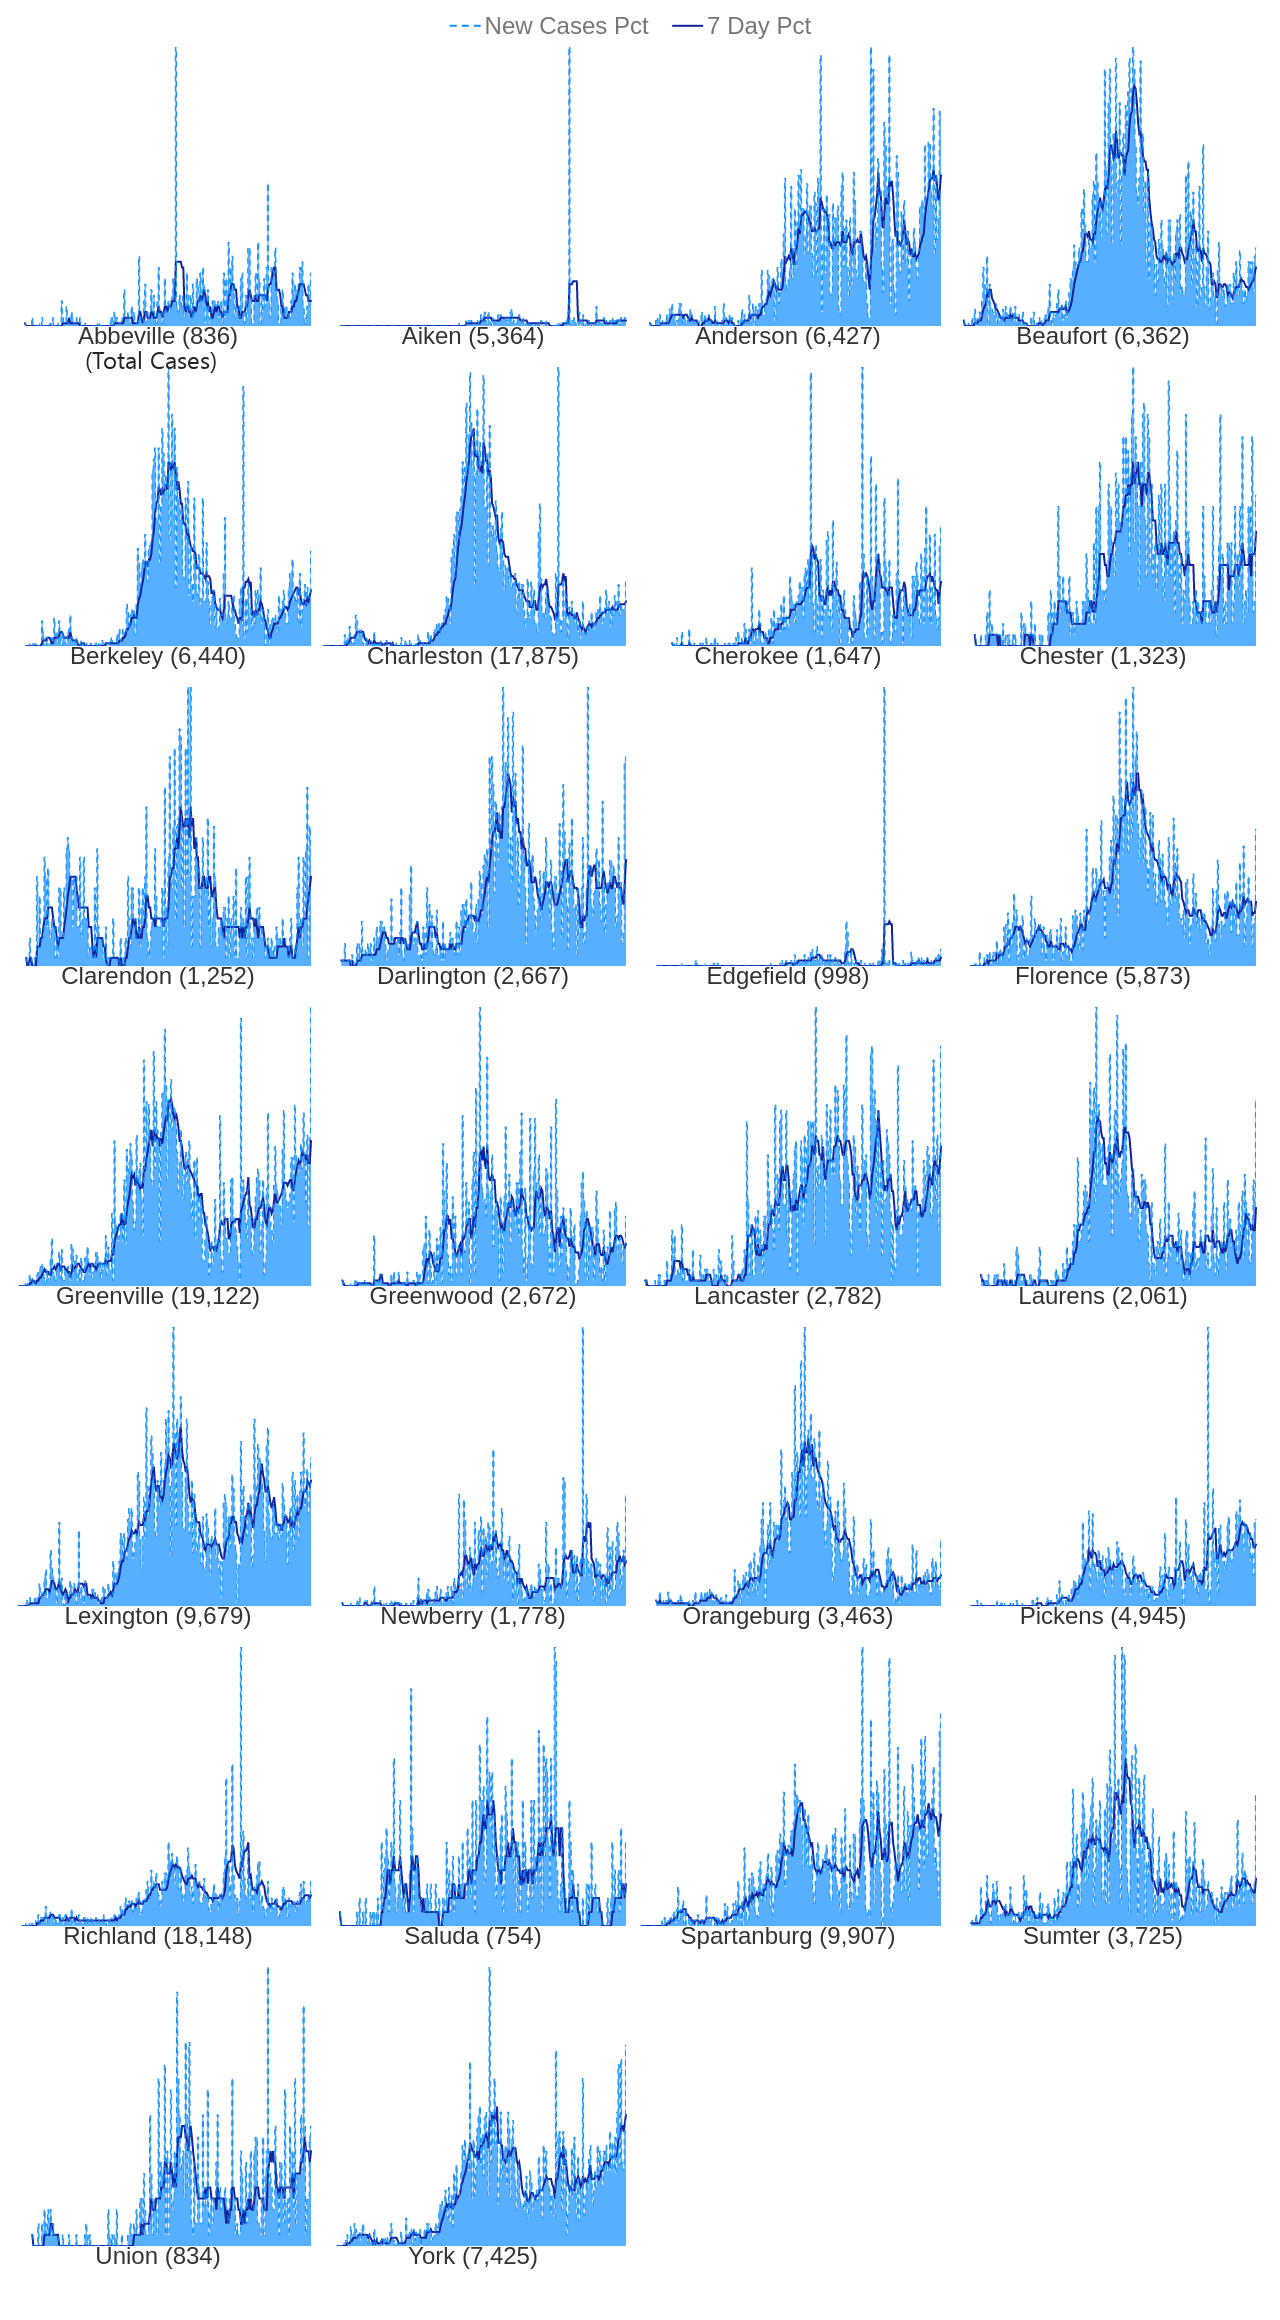 New Cases Pct 7 Day Pct
Abbeville (836) Aiken (5,364) Anderson (6,427) Beaufort (6,362)
(Total Cases)
Berkeley (6,440) Charleston (17,875) Cherokee (1,647) Chester (1,323)
Clarendon (1,252) Darlington (2,667) Edgefield (998) Florence (5,873)
Greenville (19,122) Greenwood (2,672) Lancaster (2,782) Laurens (2,061)
Lexington (9,679) Newberry (1,778) Orangeburg (3,463) Pickens (4,945)
Richland (18,148) Saluda (754) Spartanburg (9,907) Sumter (3,725)
Union (834) York (7,425)